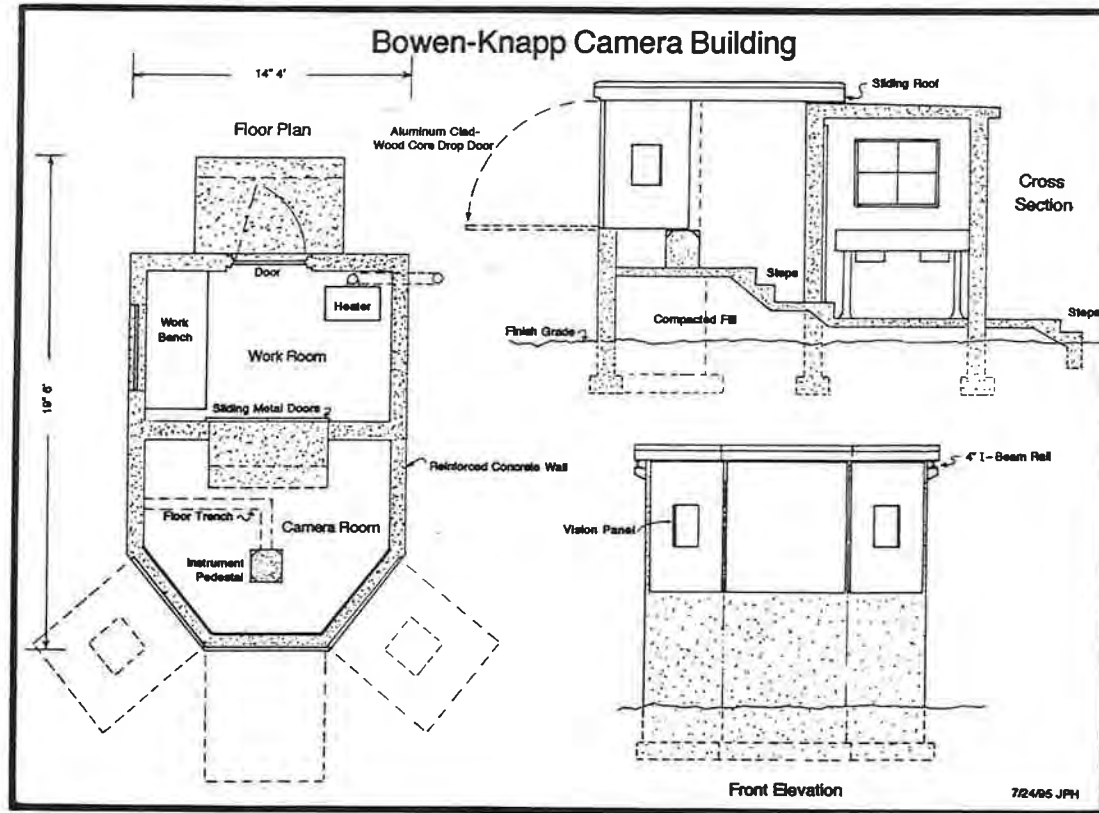 Bowen-Knapp Camera Building
14" 4'
Floor Plan
Door
Heater
Work
Bench
Work Room
19" 6'
Sliding Metal Doors
Reinforced Concrete Wall
Floor Trench
Camera Room
Instrument
Pedestal
Sliding Roof
Aluminum Clad-
Wood Core Drop Door
Cross
Section
Steps
Compacted Fill
Steps
Finish Grade
4" I-Beam Rail
Vision Panel
Front Elevation
7/24/95 JPH